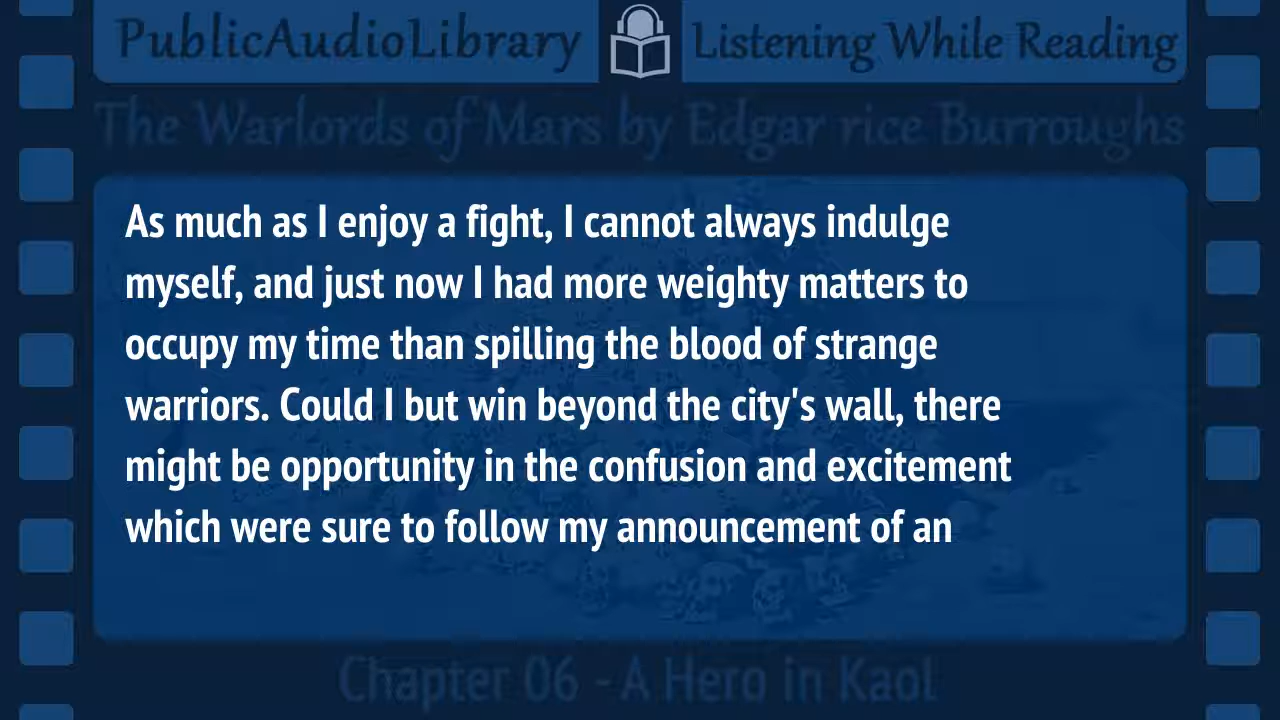 PublicAudioLibrary Listening While Reading
The Warlords of Mars by Edgar rice Burroughs
As much as I enjoy a fight, I cannot always indulge
myself, and just now I had more weighty matters to
occupy my time than spilling the blood of strange
warriors. Could I but win beyond the city's wall, there
might be opportunity in the confusion and excitement
which were sure to follow my announcement of an
Chapter 06 - A Hero in Kaol